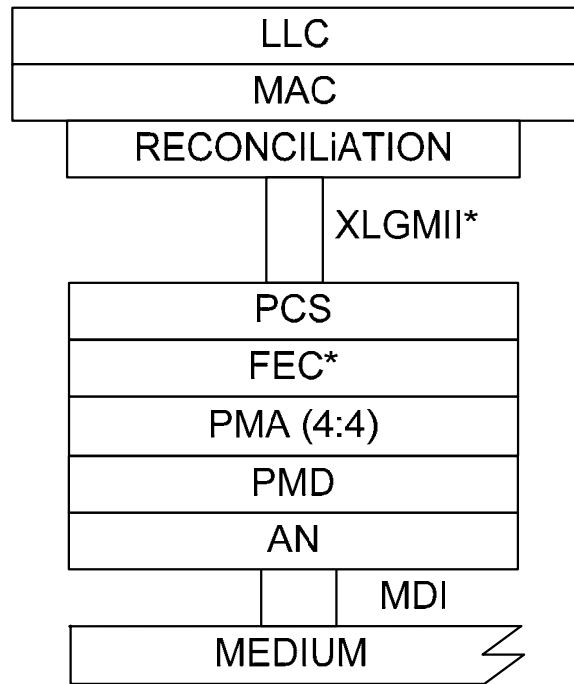 LLC
MAC
RECONCILiATION
XLGMII*
PCS
FEC*
PMA (4:4)
PMD
AN
MDI
MEDIUM